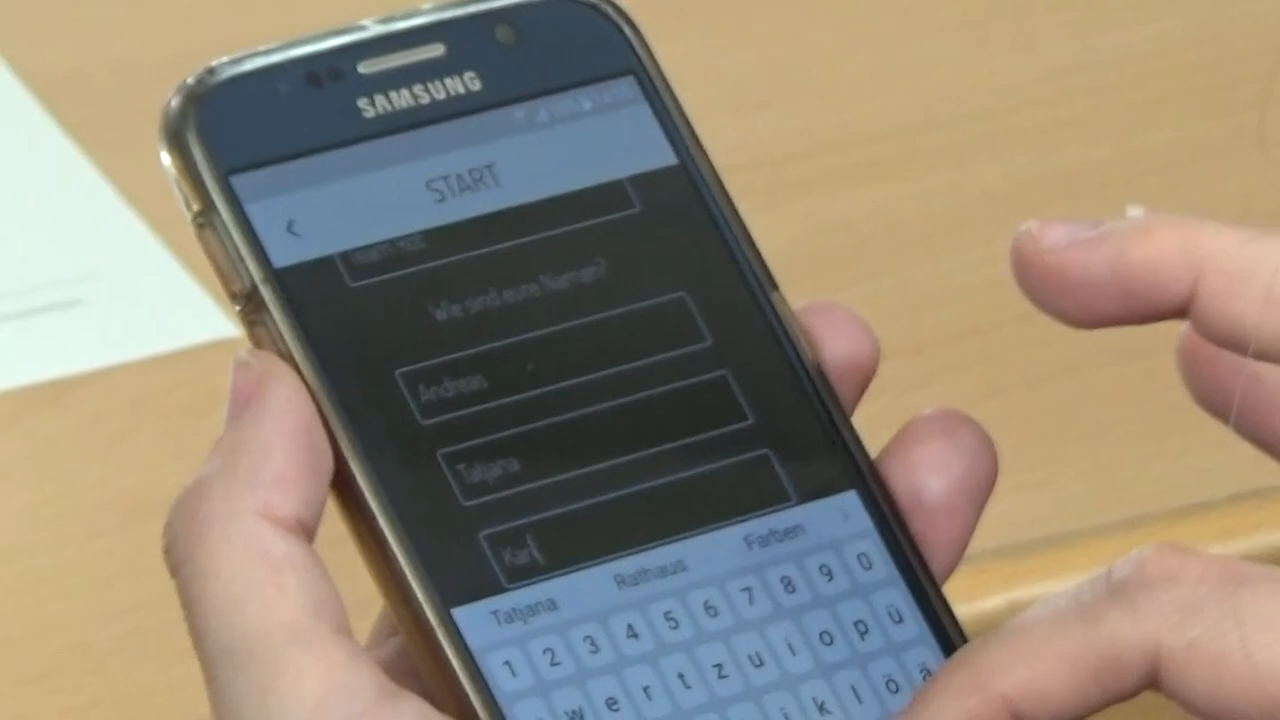 SAMSUNG
START
Wie sind eure Namen?
Andreas
Tatjana
Karl
Tatjana Rathaus Farben
1 2 3 4 5 6 7 8 9 0
w e r t z u i o p ü
k l ö ä